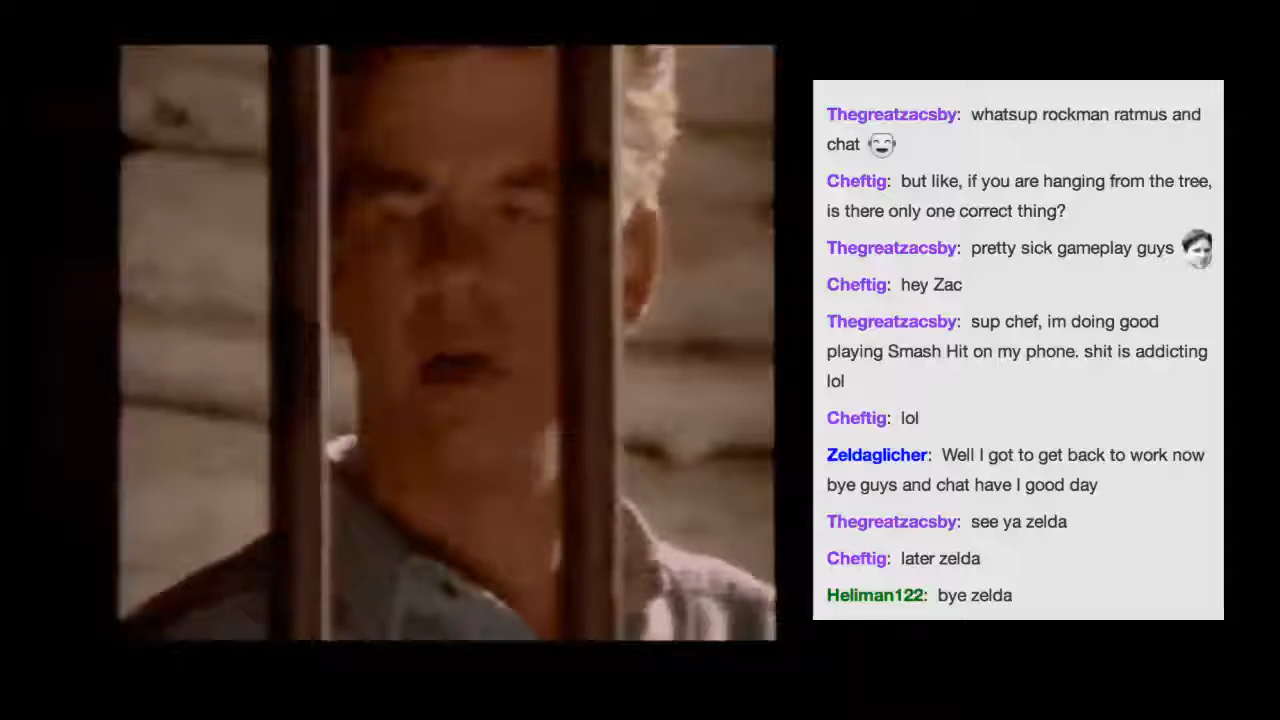 Thegreatzacsby: whatsup rockman ratmus and
chat
Cheftig: but like, if you are hanging from the tree,
is there only one correct thing?
Thegreatzacsby: pretty sick gameplay guys
Cheftig: hey Zac
Thegreatzacsby: sup chef, im doing good
playing Smash Hit on my phone. shit is addicting
lol
Cheftig: lol
Zeldaglicher: Well I got to get back to work now
bye guys and chat have I good day
Thegreatzacsby: see ya zelda
Cheftig: later zelda
Heliman122: bye zelda